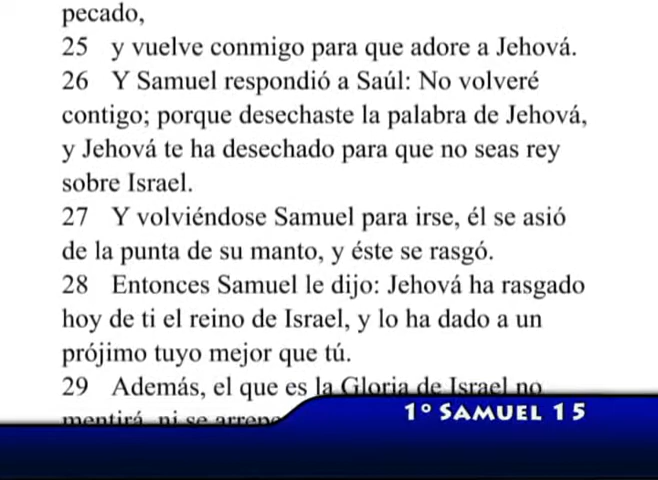 pecado,
25 y vuelve conmigo para que adore a Jehová.
26 Y Samuel respondió a Saúl: No volveré
contigo; porque desechaste la palabra de Jehová,
y Jehová te ha desechado para que no seas rey
sobre Israel.
27 Y volviéndose Samuel para irse, él se asió
de la punta de su manto, y éste se rasgó.
28 Entonces Samuel le dijo: Jehová ha rasgado
hoy de ti el reino de Israel, y lo ha dado a un
prójimo tuyo mejor que tú.
29 Además, el que es la Gloria de Israel no
mentirá, ni se
1° SAMUEL 15